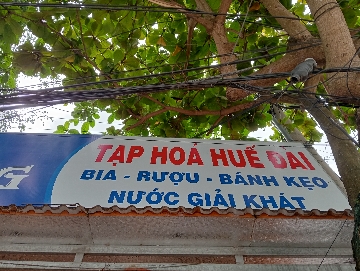 TẠP HOÁ HUẾ ĐẠI
BIA - RƯỢU - BÁNH KẸO
NƯỚC GIẢI KHÁT